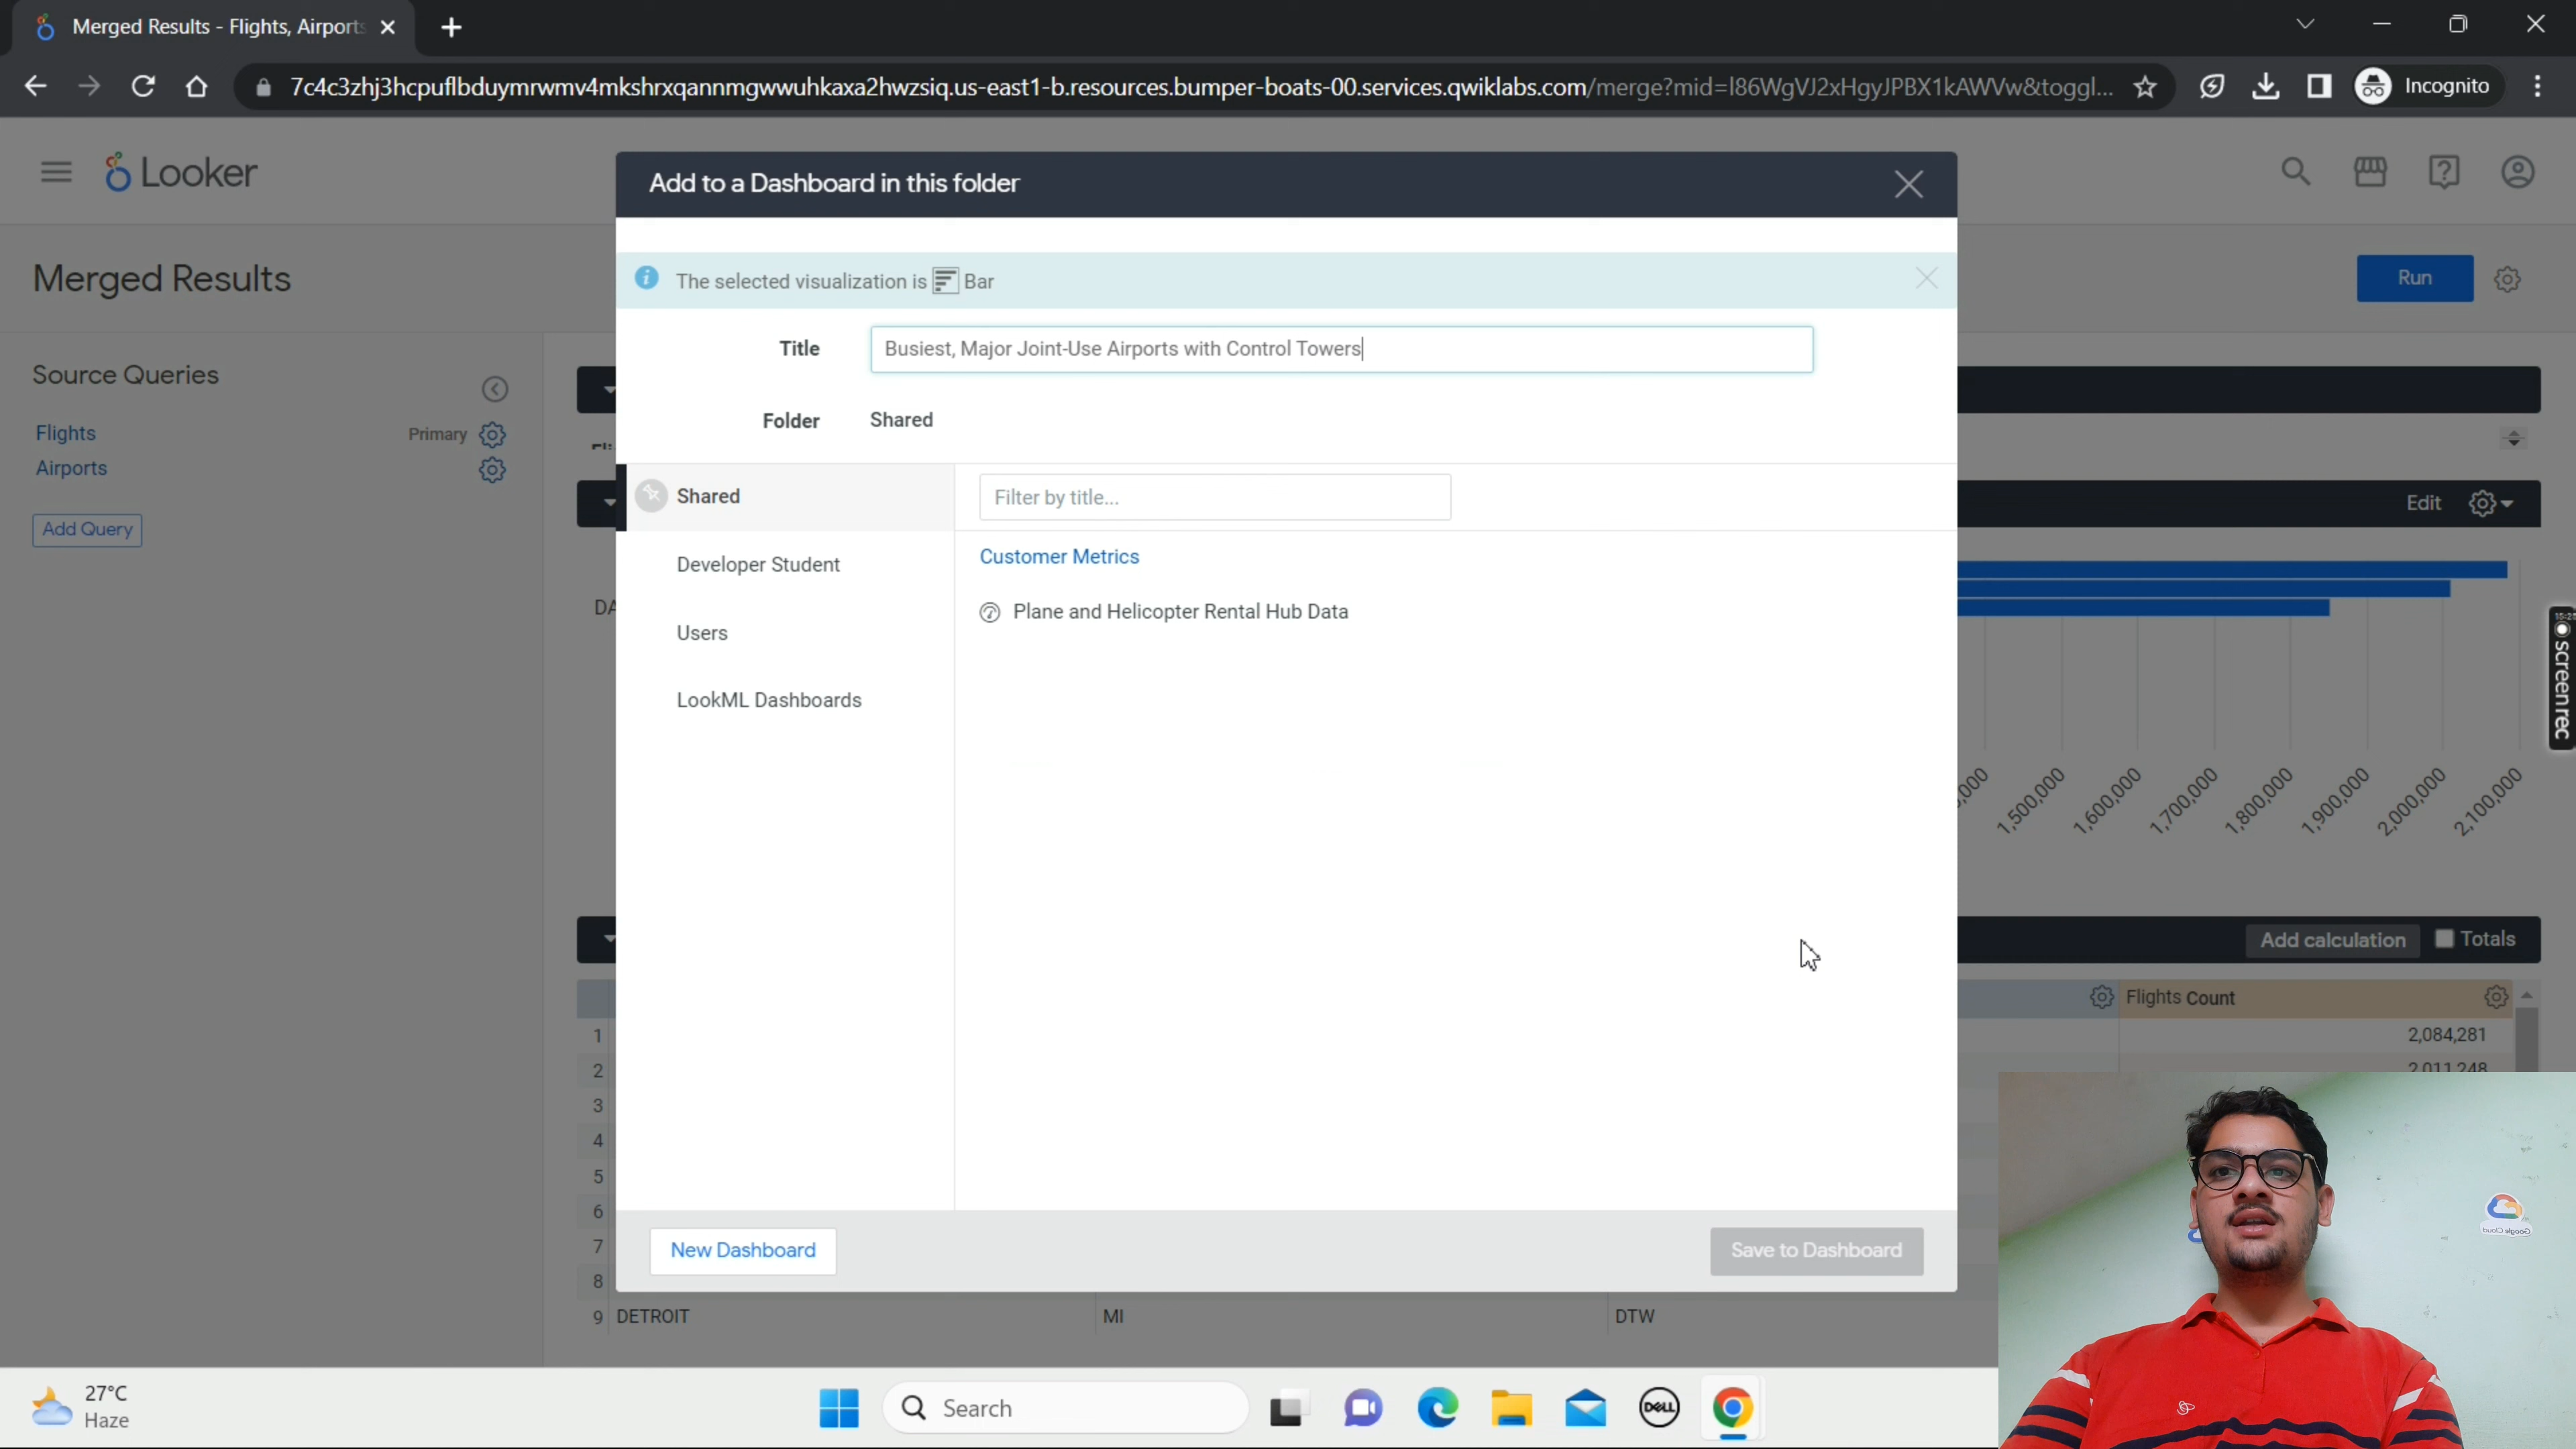 Merged Results - Flights, Airports
7c4c3zhj3hcpuflbduymrwmv4mkshrxqannmgwwuhkaxa2hwzsiq.us-east1-b.resources.bumper-boats-00.services.qwiklabs.com/merge?mid=I86WgVJ2xHgyJPBX1kAWVw&toggl...
Incognito
Looker
Add to a Dashboard in this folder
Merged Results
The selected visualization is Bar
Run
Title
Busiest, Major Joint-Use Airports with Control Towers
Source Queries
Flights
Primary
Folder
Shared
Airports
Shared
Filter by title...
Edit
Add Query
Customer Metrics
Developer Student
DA
Plane and Helicopter Rental Hub Data
Users
screenrec
LookML Dashboards
1,500,000
1,600,000
1,700,000
1,800,000
1,900,000
2,000,000
2,100,000
Add calculation
Totals
Flights Count
1
2,084,281
2
2,011,248
3
4
5
6
7
8
New Dashboard
Save to Dashboard
Google Cloud
9 DETROIT
MI
DTW
27°C
Haze
Search
DELL